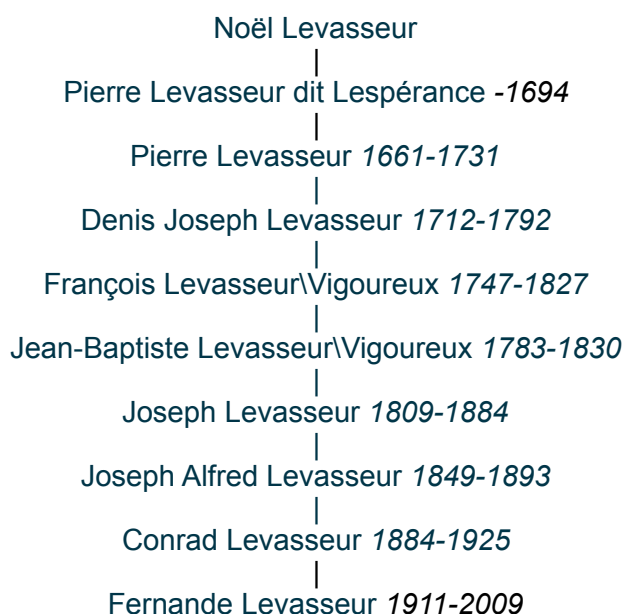 Noël Levasseur
|
Pierre Levasseur dit Lespérance -1694
|
Pierre Levasseur 1661-1731
|
Denis Joseph Levasseur 1712-1792
|
François Levasseur\Vigoureux 1747-1827
|
Jean-Baptiste Levasseur\Vigoureux 1783-1830
|
Joseph Levasseur 1809-1884
|
Joseph Alfred Levasseur 1849-1893
|
Conrad Levasseur 1884-1925
|
Fernande Levasseur 1911-2009